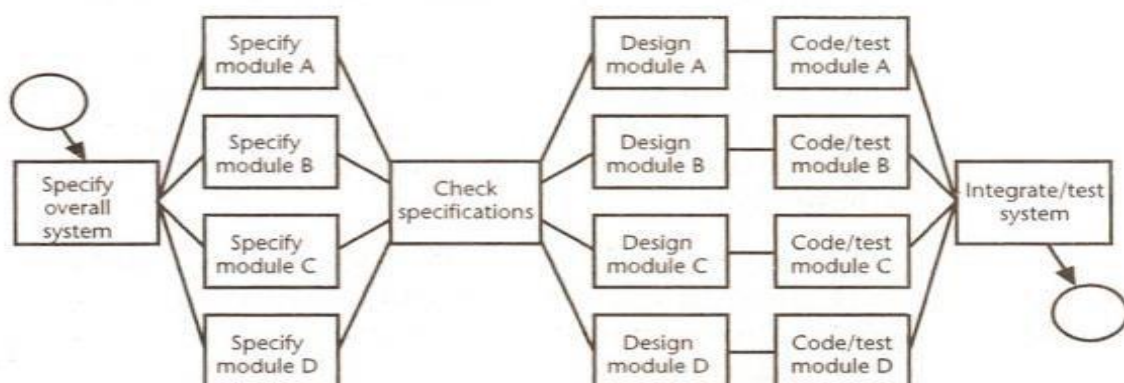 Specify
overall
system
Specify
module A
Specify
module B
Specify
module C
Specify
module D
Check
specifications
Design
module A
Design
module B
Design
module C
Design
module D
Code/test
module A
Code/test
module B
Code/test
module C
Code/test
module D
Integrate/test
system